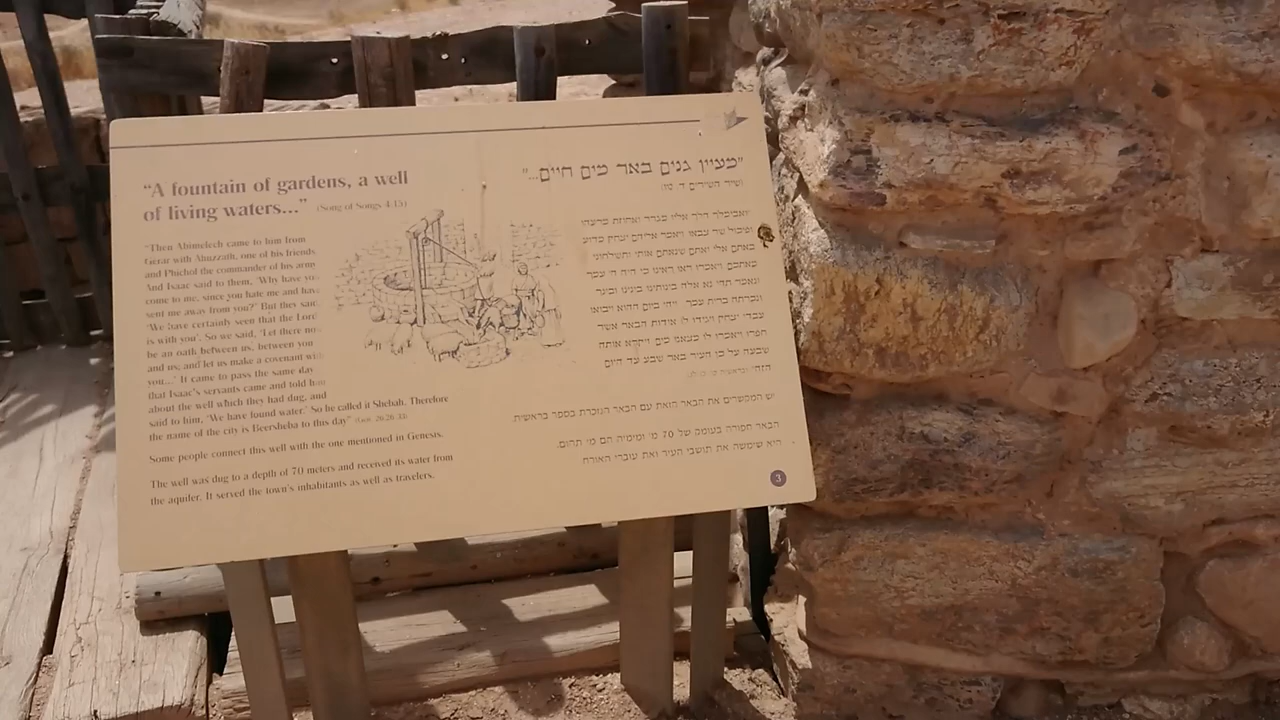 “A fountain of gardens, a well
of living waters...” (Song of Songs 4:15)
“Then Abimelech came to him from
Gerar with Ahuzzath, one of his friends
and Phichol the commander of his army
And Isaac said to them, ‘Why have you
come to me, since you hate me and have
sent me away from you?’ But they said
‘We have certainly seen that the Lord
is with you’. So we said, ‘Let there now
be an oath between us, between you
and us; and let us make a covenant with
you...’ It came to pass the same day
that Isaac's servants came and told him
about the well which they had dug, and
said to him, ‘We have found water.’ So he called it Shebah. Therefore
the name of the city is Beersheba to this day” (Gen. 26:26-33)
Some people connect this well with the one mentioned in Genesis.
The well was dug to a depth of 70 meters and received its water from
the aquifer. It served the town's inhabitants as well as travelers.
"מעיין גנים באר מים חיים..."
(שיר השירים ד, טו)
"ואבימלך הלך אליו מגרר ואחוזת מרעהו
ופיכול שר צבאו ויאמר אליהם יצחק מדוע
באתם אלי ואתם שנאתם אותי ותשלחוני
מאתכם ויאמרו ראו ראינו כי היה ה' עמך
ונאמר תהי נא אלה בינותינו בינינו ובינך
ונכרתה ברית עמך... ויהי ביום ההוא ויבואו
עבדי יצחק ויגידו לו אודות הבאר אשר
חפרו ויאמרו לו מצאנו מים ויקרא אותה
שבעה על כן העיר באר שבע עד היום
הזה"
יש המקשרים את הבאר הזאת עם הבאר הנזכרת בספר בראשית.
הבאר חפורה בעומק של 70 מ' ומימיה הם מי תהום.
היא שימשה את תושבי העיר ואת עוברי האורח.
3